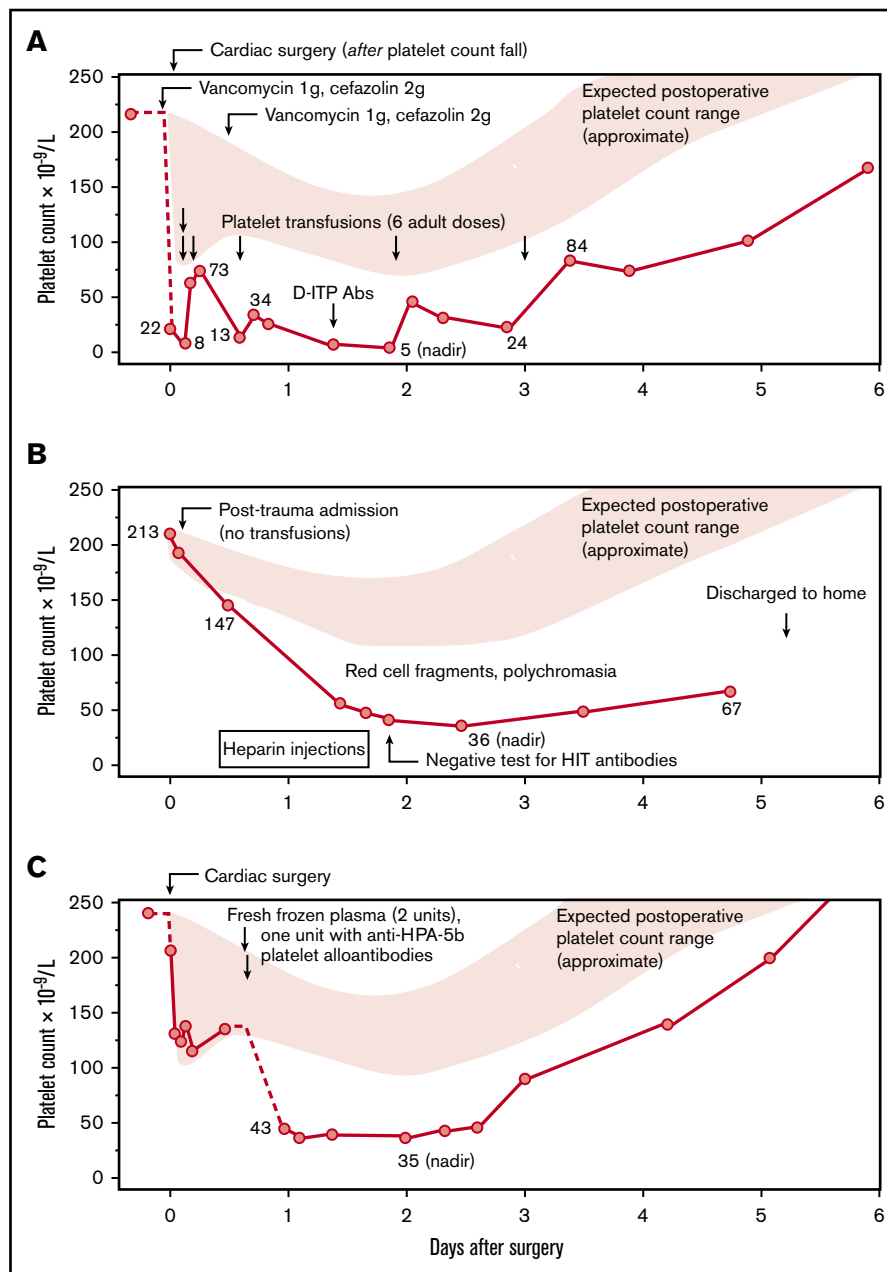 A
Cardiac surgery (after platelet count fall)
Vancomycin 1g, cefazolin 2g
Vancomycin 1g, cefazolin 2g
Expected postoperative
platelet count range
(approximate)
Platelet transfusions (6 adult doses)
D-ITP Abs
22
8
73
13
34
5 (nadir)
24
84
Platelet count × 10⁻⁹/L
250
200
150
100
50
0
0 1 2 3 4 5 6
B
Post-trauma admission
(no transfusions)
Expected postoperative
platelet count range
(approximate)
213
147
Discharged to home
Red cell fragments, polychromasia
67
36 (nadir)
Heparin injections
Negative test for HIT antibodies
Platelet count × 10⁻⁹/L
250
200
150
100
50
0
0 1 2 3 4 5 6
C
Cardiac surgery
Fresh frozen plasma (2 units),
one unit with anti-HPA-5b
platelet alloantibodies
Expected postoperative
platelet count range
(approximate)
43
35 (nadir)
Platelet count × 10⁻⁹/L
250
200
150
100
50
0
0 1 2 3 4 5 6
Days after surgery